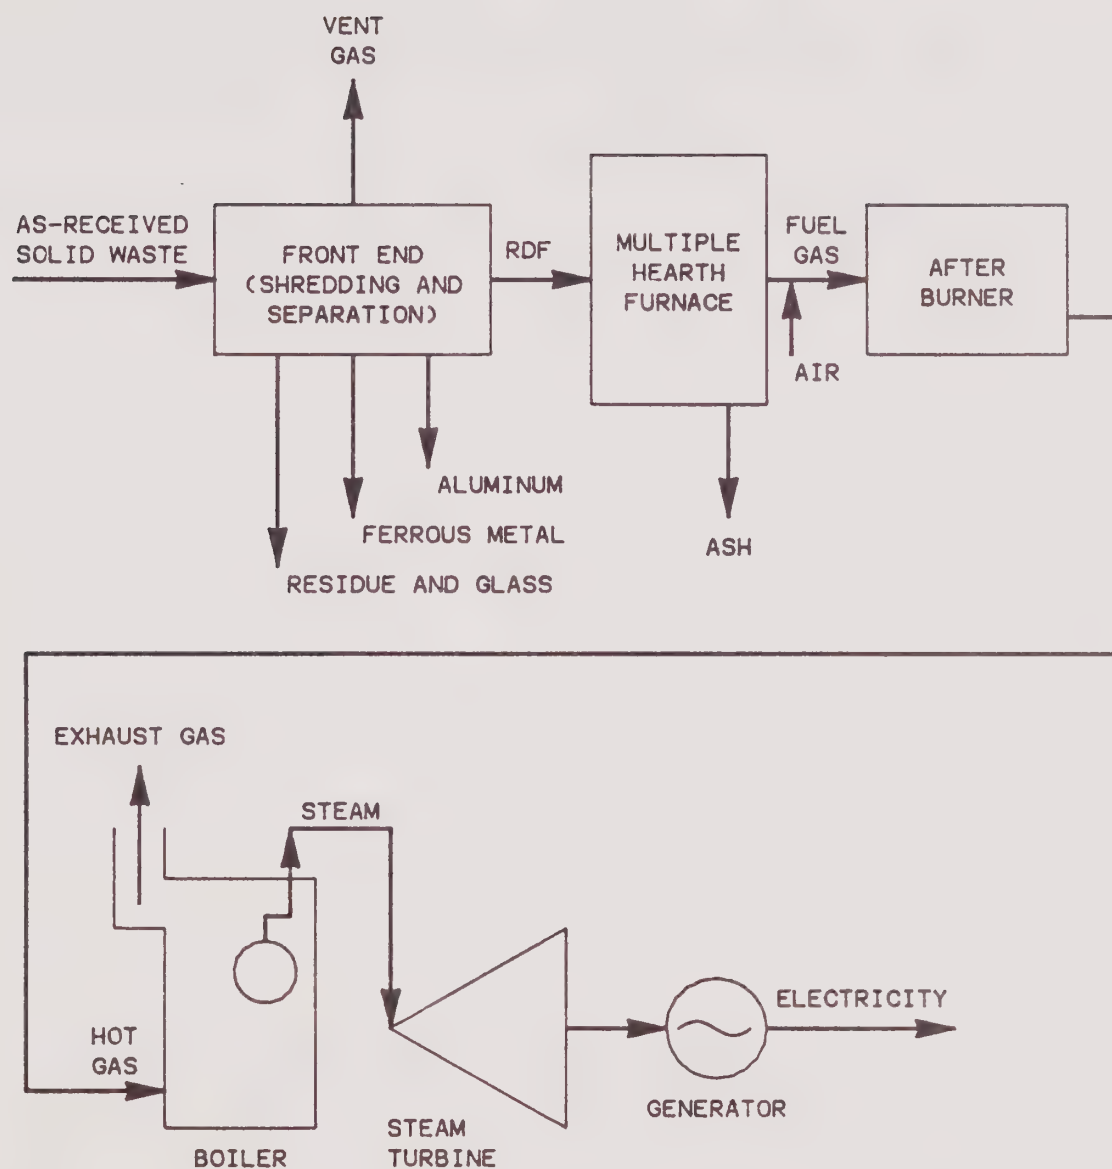 VENT
GAS
AS-RECEIVED
SOLID WASTE
FRONT END
(SHREDDING AND
SEPARATION)
RDF
MULTIPLE
HEARTH
FURNACE
FUEL
GAS
AIR
AFTER
BURNER
ALUMINUM
FERROUS METAL
RESIDUE AND GLASS
ASH
EXHAUST GAS
STEAM
HOT
GAS
BOILER
STEAM
TURBINE
GENERATOR
ELECTRICITY